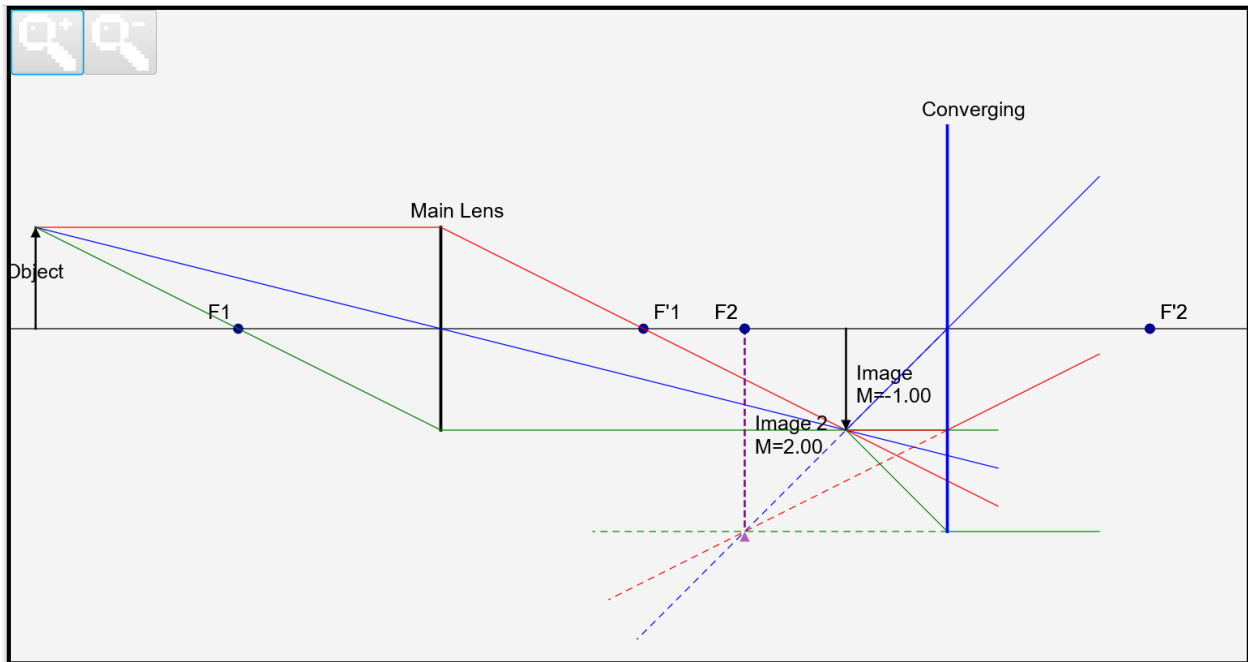 Converging
Main Lens
Object
F1
F'1
F2
F'2
Image
M=-1.00
Image 2
M=2.00